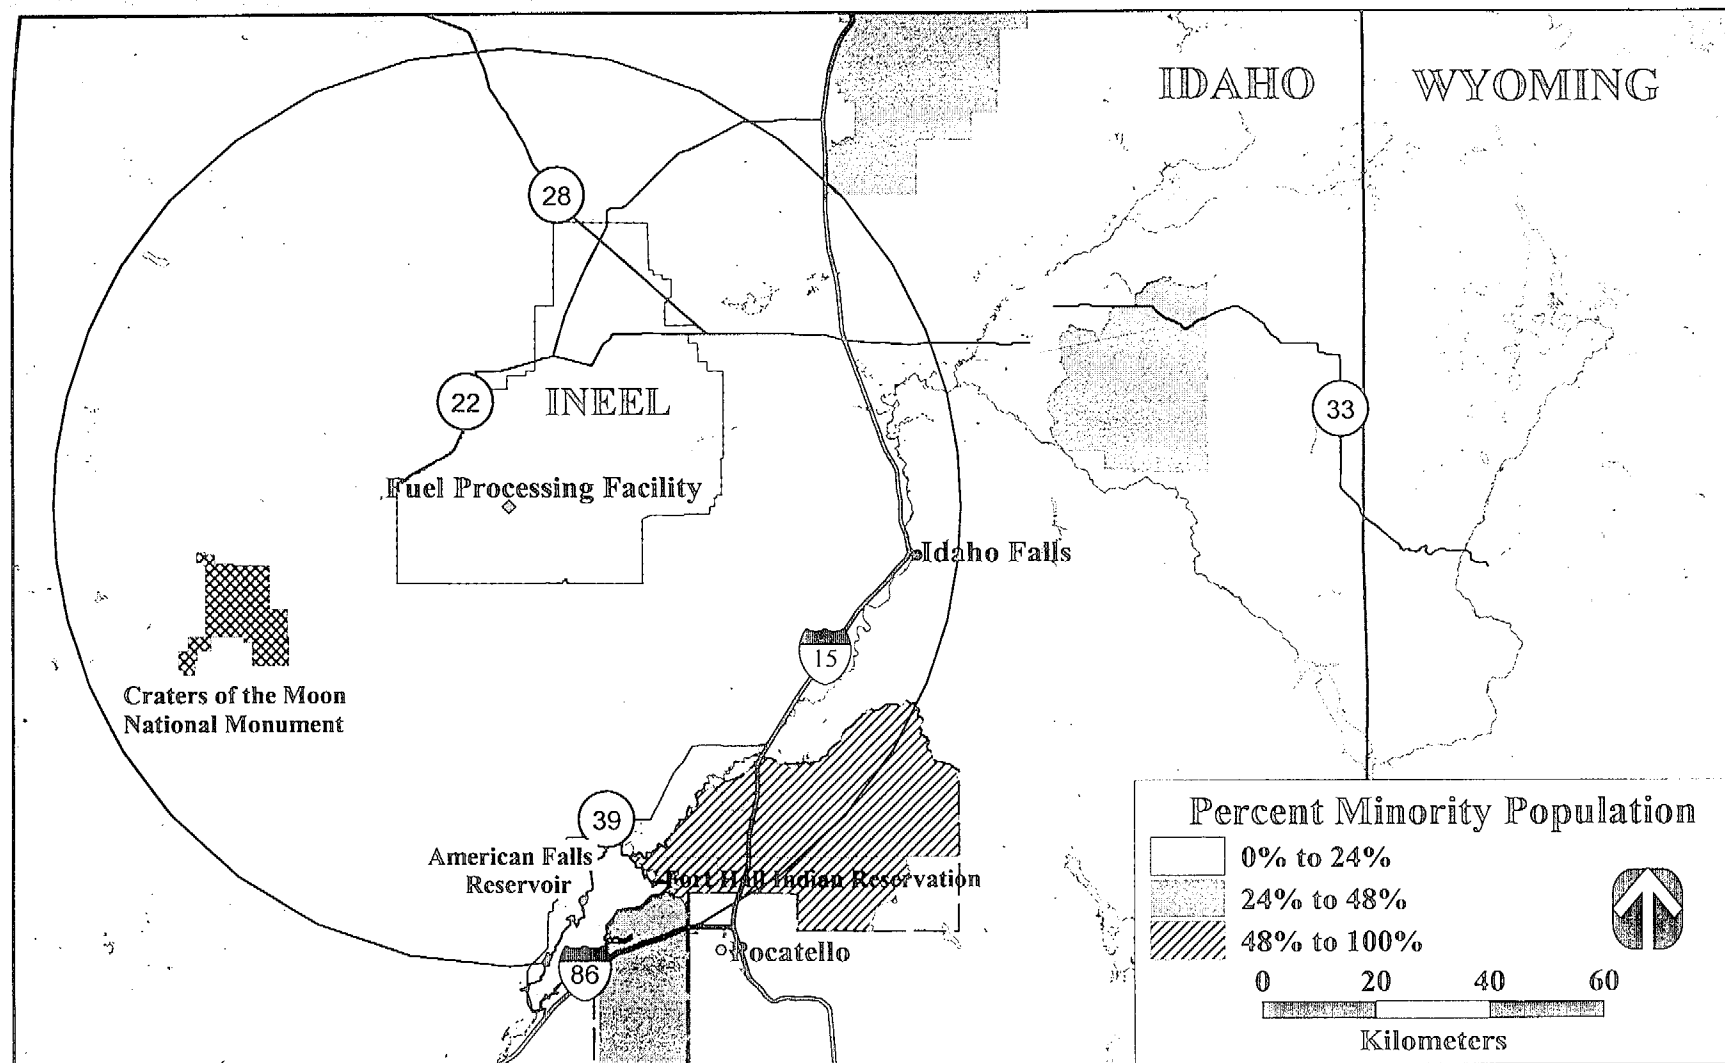 IDAHO
WYOMING
28
22
INEEL
33
Fuel Processing Facility
Idaho Falls
15
Craters of the Moon
National Monument
39
American Falls
Reservoir
Fort Hall Indian Reservation
Pocatello
86
Percent Minority Population
0% to 24%
24% to 48%
48% to 100%
0 20 40 60
Kilometers